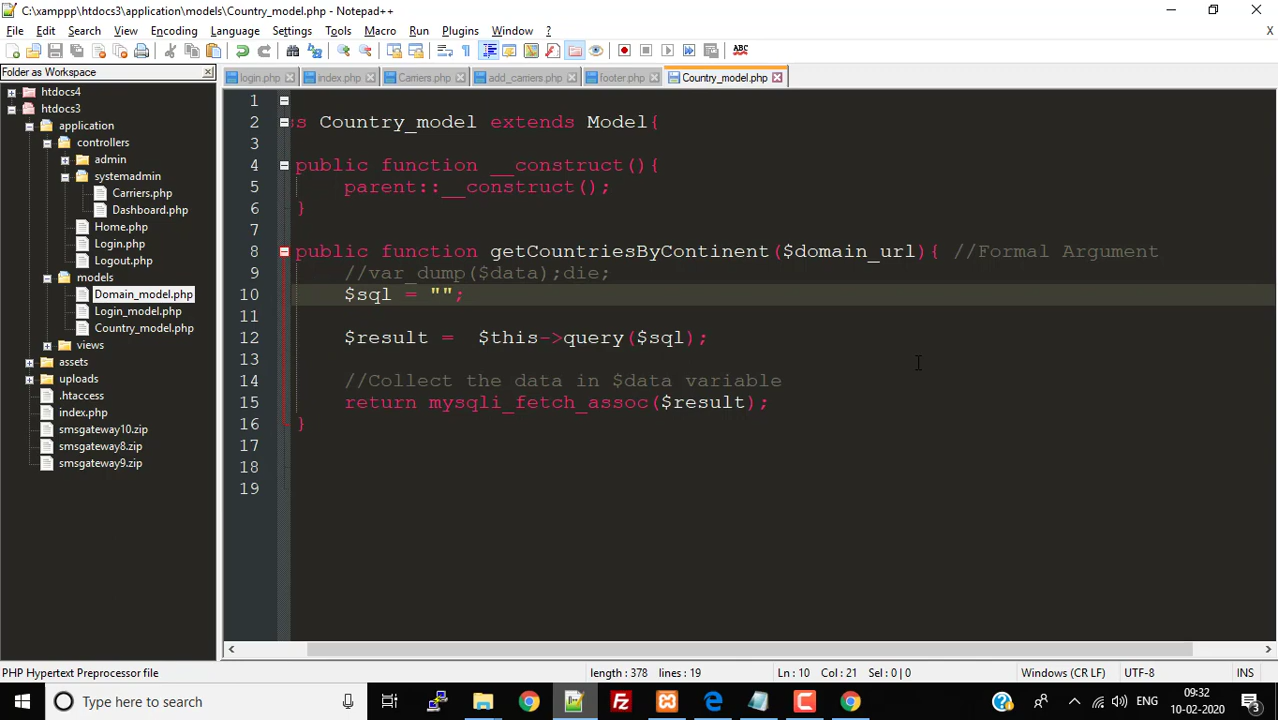 C:\xamppp\htdocs3\application\models\Country_model.php - Notepad++
File Edit Search View Encoding Language Settings Tools Macro Run Plugins Window ? X
ABC
Folder as Workspace
login.php index.php Carriers.php add_carriers.php footer.php Country_model.php
htdocs4
htdocs3
application
controllers
admin
systemadmin
Carriers.php
Dashboard.php
Home.php
Login.php
Logout.php
models
Domain_model.php
Login_model.php
Country_model.php
views
assets
uploads
.htaccess
index.php
smsgateway10.zip
smsgateway8.zip
smsgateway9.zip
1
2 s Country_model extends Model{
3
4 public function __construct(){
5 parent::__construct();
6 }
7
8 public function getCountriesByContinent($domain_url){ //Formal Argument
9 //var_dump($data);die;
10 $sql = "";
11
12 $result =  $this->query($sql);
13
14 //Collect the data in $data variable
15 return mysqli_fetch_assoc($result);
16 }
17
18
19
PHP Hypertext Preprocessor file length : 378 lines : 19 Ln : 10 Col : 21 Sel : 0 | 0 Windows (CR LF) UTF-8 INS
Type here to search
ENG
09:32
10-02-2020
3